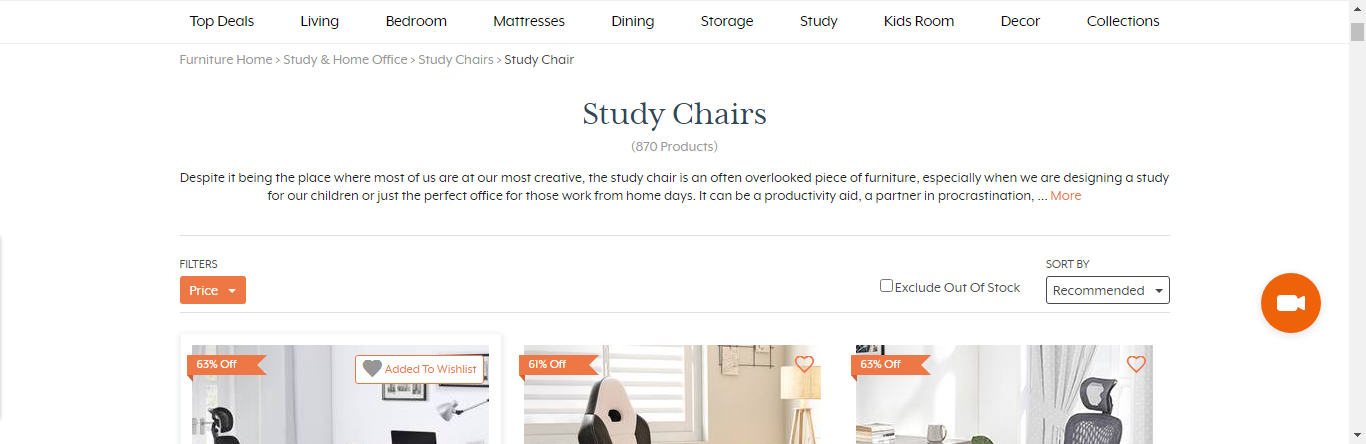 Top Deals Living Bedroom Mattresses Dining Storage Study Kids Room Decor Collections
Furniture Home > Study & Home Office > Study Chairs > Study Chair
Study Chairs
(870 Products)
Despite it being the place where most of us are at our most creative, the study chair is an often overlooked piece of furniture, especially when we are designing a study
for our children or just the perfect office for those work from home days. It can be a productivity aid, a partner in procrastination, ... More
FILTERS
Price
Exclude Out Of Stock
SORT BY
Recommended
63% Off
Added To Wishlist
61% Off
63% Off